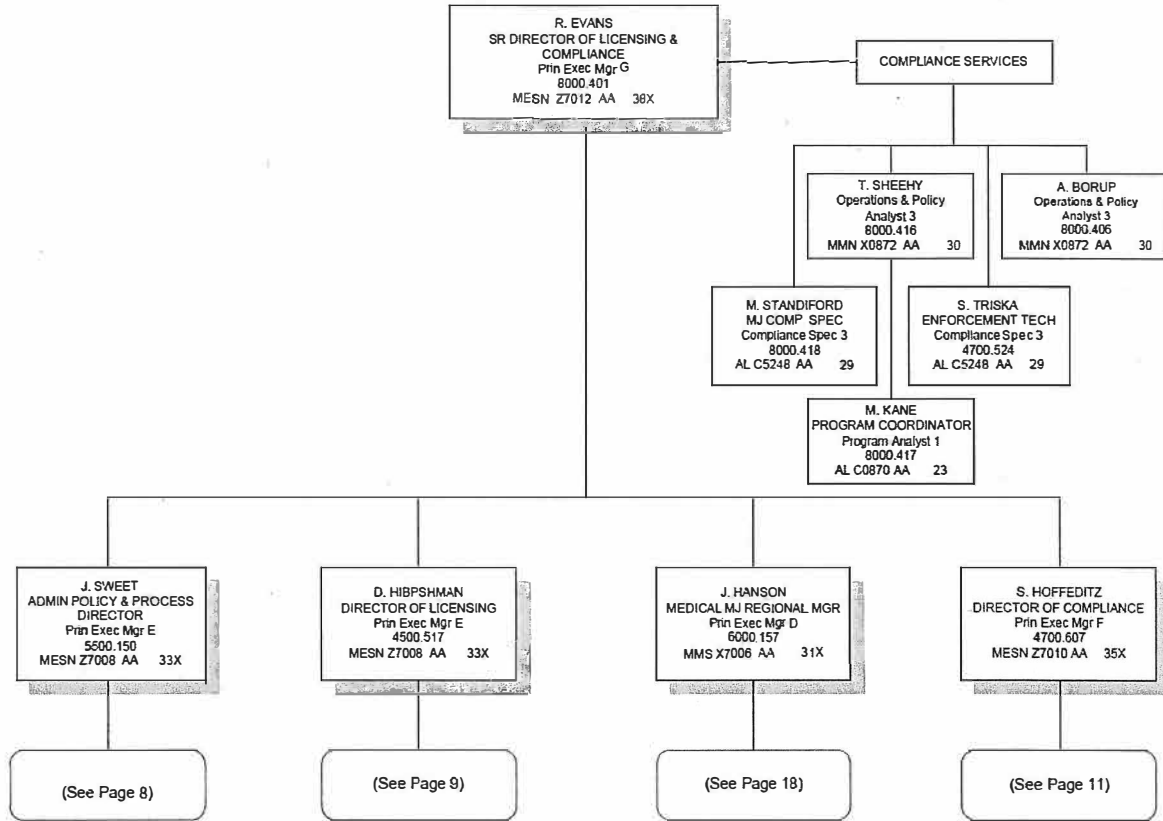 R. EVANS
SR DIRECTOR OF LICENSING &
COMPLIANCE
Prin Exec Mgr G
8000.401
MESN Z7012 AA 38X
COMPLIANCE SERVICES
T. SHEEHY
Operations & Policy
Analyst 3
8000.416
MMN X0872 AA 30
A. BORUP
Operations & Policy
Analyst 3
8000.406
MMN X0872 AA 30
M. STANDIFORD
MJ COMP SPEC
Compliance Spec 3
8000.418
AL C5248 AA 29
S. TRISKA
ENFORCEMENT TECH
Compliance Spec 3
4700.524
AL C5248 AA 29
M. KANE
PROGRAM COORDINATOR
Program Analyst 1
8000.417
AL C0870 AA 23
J. SWEET
ADMIN POLICY & PROCESS
DIRECTOR
Prin Exec Mgr E
5500.150
MESN Z7008 AA 33X
D. HIBPSHMAN
DIRECTOR OF LICENSING
Prin Exec Mgr E
4500.517
MESN Z7008 AA 33X
J. HANSON
MEDICAL MJ REGIONAL MGR
Prin Exec Mgr D
6000.157
MMS X7006 AA 31X
S. HOFFEDITZ
DIRECTOR OF COMPLIANCE
Prin Exec Mgr F
4700.607
MESN Z7010 AA 35X
(See Page 8)
(See Page 9)
(See Page 18)
(See Page 11)